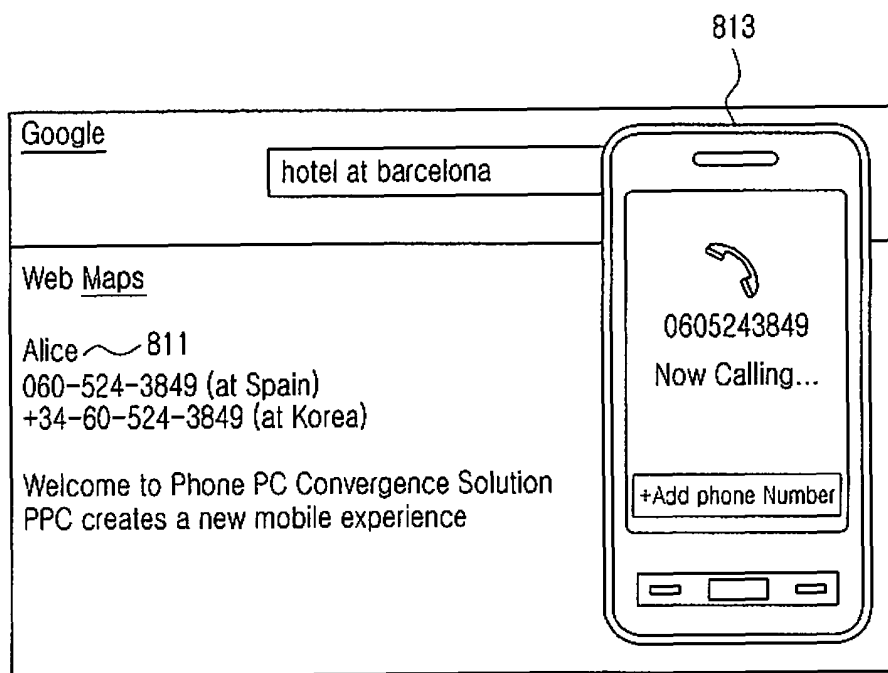 813
Google
hotel at barcelona
Web Maps
Alice 811
060-524-3849 (at Spain)
+34-60-524-3849 (at Korea)
Welcome to Phone PC Convergence Solution
PPC creates a new mobile experience
0605243849
Now Calling...
+Add phone Number